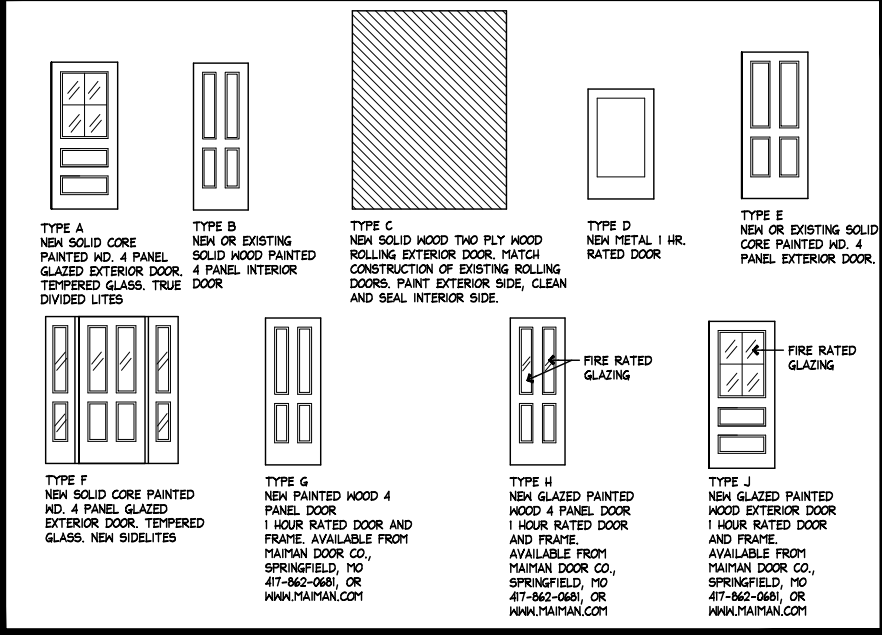 TYPE A
NEW SOLID CORE
PAINTED WD. 4 PANEL
GLAZED EXTERIOR DOOR.
TEMPERED GLASS. TRUE
DIVIDED LITES
TYPE B
NEW OR EXISTING
SOLID WOOD PAINTED
4 PANEL INTERIOR
DOOR
TYPE C
NEW SOLID WOOD TWO PLY WOOD
ROLLING EXTERIOR DOOR. MATCH
CONSTRUCTION OF EXISTING ROLLING
DOORS. PAINT EXTERIOR SIDE, CLEAN
AND SEAL INTERIOR SIDE.
TYPE D
NEW METAL 1 HR.
RATED DOOR
TYPE E
NEW OR EXISTING SOLID
CORE PAINTED WD. 4
PANEL EXTERIOR DOOR.
TYPE F
NEW SOLID CORE PAINTED
WD. 4 PANEL GLAZED
EXTERIOR DOOR. TEMPERED
GLASS. NEW SIDELITES
TYPE G
NEW PAINTED WOOD 4
PANEL DOOR
1 HOUR RATED DOOR AND
FRAME. AVAILABLE FROM
MAIMAN DOOR CO.,
SPRINGFIELD, MO
417-862-0681, OR
WWW.MAIMAN.COM
FIRE RATED
GLAZING
TYPE H
NEW GLAZED PAINTED
WOOD 4 PANEL DOOR
1 HOUR RATED DOOR
AND FRAME.
AVAILABLE FROM
MAIMAN DOOR CO.,
SPRINGFIELD, MO
417-862-0681, OR
WWW.MAIMAN.COM
FIRE RATED
GLAZING
TYPE J
NEW GLAZED PAINTED
WOOD EXTERIOR DOOR
1 HOUR RATED DOOR
AND FRAME.
AVAILABLE FROM
MAIMAN DOOR CO.,
SPRINGFIELD, MO
417-862-0681, OR
WWW.MAIMAN.COM